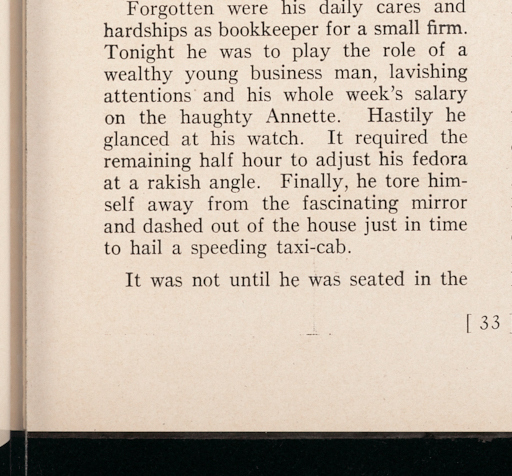 Forgotten were his daily cares and
hardships as bookkeeper for a small firm.
Tonight he was to play the role of a
wealthy young business man, lavishing
attentions and his whole week's salary
on the haughty Annette. Hastily he
glanced at his watch. It required the
remaining half hour to adjust his fedora
at a rakish angle. Finally, he tore him-
self away from the fascinating mirror
and dashed out of the house just in time
to hail a speeding taxi-cab.
It was not until he was seated in the
[ 33 ]